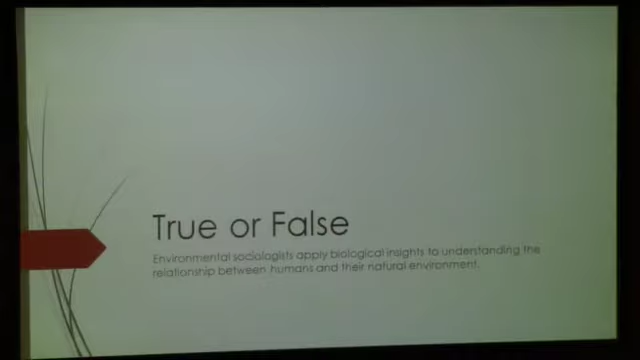 True or False
Environmental sociologists apply biological insights to understanding the
relationship between humans and their natural environment.